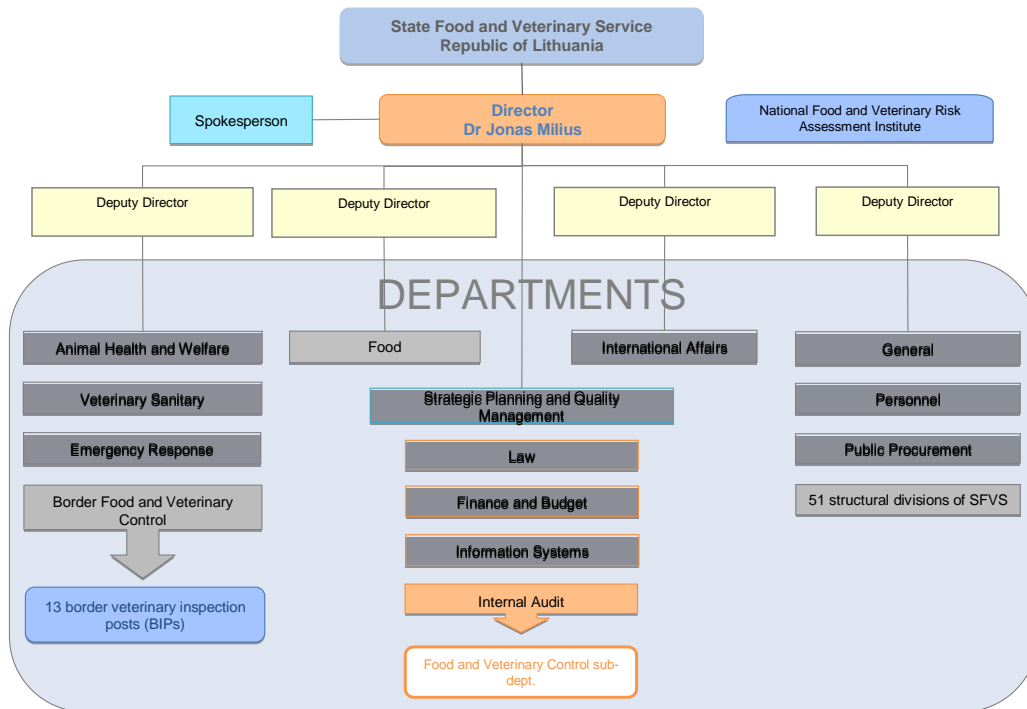 State Food and Veterinary Service
Republic of Lithuania
Spokesperson
Director
Dr Jonas Milius
National Food and Veterinary Risk
Assessment Institute
Deputy Director
Deputy Director
Deputy Director
Deputy Director
DEPARTMENTS
Animal Health and Welfare
Food
International Affairs
General
Veterinary Sanitary
Strategic Planning and Quality
Management
Personnel
Emergency Response
Law
Public Procurement
Border Food and Veterinary
Control
Finance and Budget
51 structural divisions of SFVS
Information Systems
13 border veterinary inspection
posts (BIPs)
Internal Audit
Food and Veterinary Control sub-
dept.